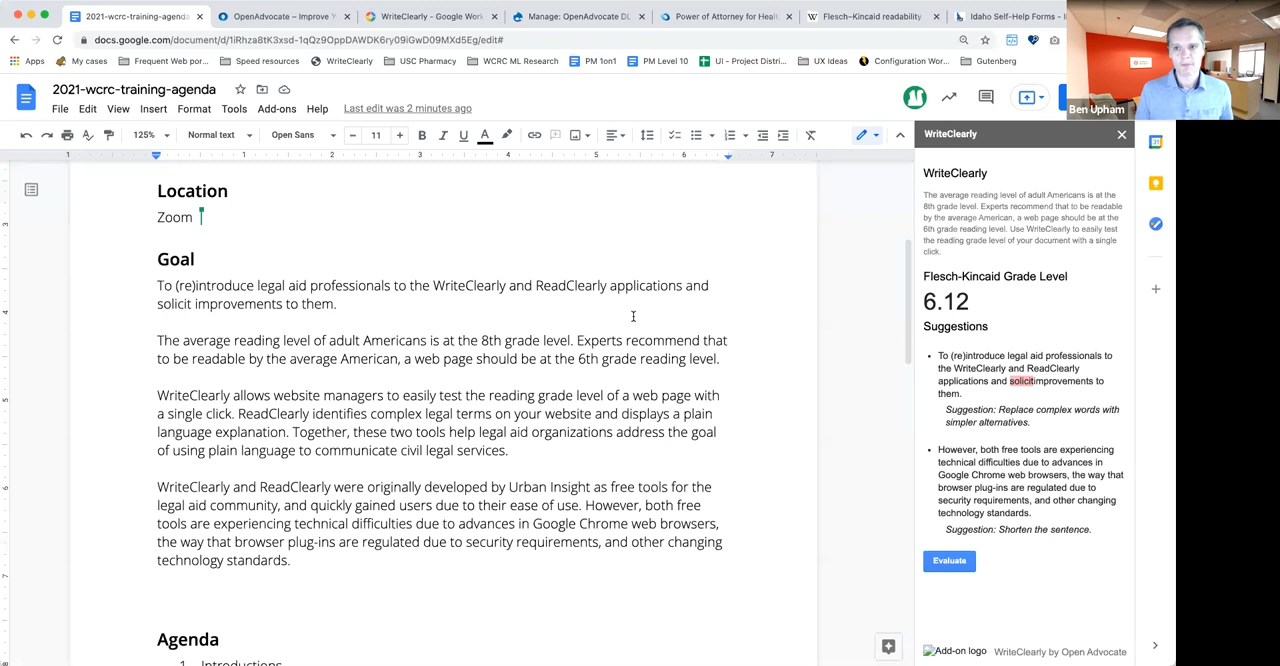 2021-wcrc-training-agenda
OpenAdvocate – Improve Y
WriteClearly - Google Work
Manage: OpenAdvocate DL
Power of Attorney for Heal
Flesch–Kincaid readability
Idaho Self-Help Forms -
docs.google.com/document/d/1iRhza8tK3xsd-1qQz9OppDAWDK6ry09iGwD09MXd5Eg/edit#
Apps
My cases
Frequent Web por...
Speed resources
WriteClearly
USC Pharmacy
WCRC ML Research
PM 1on1
PM Level 10
UI - Project Distri...
UX Ideas
Configuration Wor...
Gutenberg
2021-wcrc-training-agenda
File Edit View Insert Format Tools Add-ons Help Last edit was 2 minutes ago
Ben Upham
125% Normal text Open Sans 11 B I U A
WriteClearly
1 1 2 3 4 5 6 7
Location
Zoom
Goal
To (re)introduce legal aid professionals to the WriteClearly and ReadClearly applications and
solicit improvements to them.
The average reading level of adult Americans is at the 8th grade level. Experts recommend that
to be readable by the average American, a web page should be at the 6th grade reading level.
WriteClearly allows website managers to easily test the reading grade level of a web page with
a single click. ReadClearly identifies complex legal terms on your website and displays a plain
language explanation. Together, these two tools help legal aid organizations address the goal
of using plain language to communicate civil legal services.
WriteClearly and ReadClearly were originally developed by Urban Insight as free tools for the
legal aid community, and quickly gained users due to their ease of use. However, both free
tools are experiencing technical difficulties due to advances in Google Chrome web browsers,
the way that browser plug-ins are regulated due to security requirements, and other changing
technology standards.
Agenda
1. Introductions
WriteClearly
The average reading level of adult Americans is at the
8th grade level. Experts recommend that to be readable
by the average American, a web page should be at the
6th grade reading level. Use WriteClearly to easily test
the reading grade level of your document with a single
click.
Flesch-Kincaid Grade Level
6.12
Suggestions
To (re)introduce legal aid professionals to
the WriteClearly and ReadClearly
applications and solicitimprovements to
them.
Suggestion: Replace complex words with
simpler alternatives.
However, both free tools are experiencing
technical difficulties due to advances in
Google Chrome web browsers, the way that
browser plug-ins are regulated due to
security requirements, and other changing
technology standards.
Suggestion: Shorten the sentence.
Evaluate
Add-on logo WriteClearly by Open Advocate